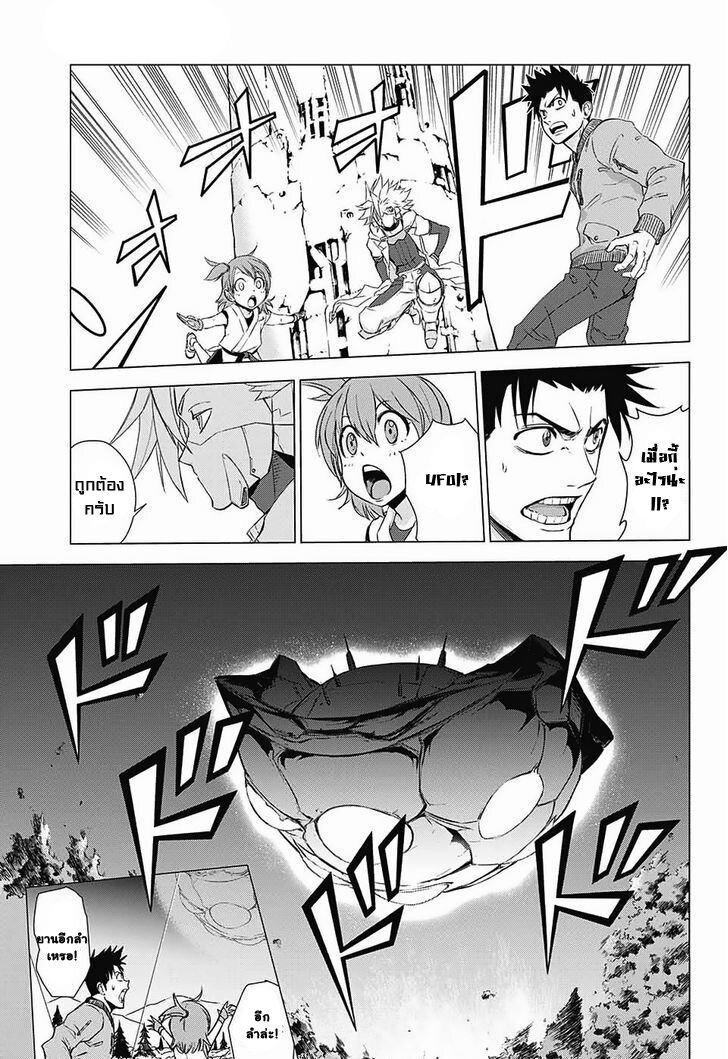 オオオ
ド
เมื่อกี้
อะไรน่ะ
!!?
UFO!?
ถูกต้อง
ครับ
ドドドドド
ยานอีกลำ
เหรอ!
อีก
ลำล่ะ!